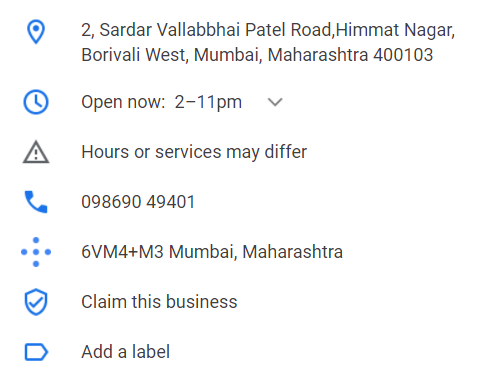 2, Sardar Vallabbhai Patel Road,Himmat Nagar,
Borivali West, Mumbai, Maharashtra 400103
Open now:  2–11pm
Hours or services may differ
098690 49401
6VM4+M3 Mumbai, Maharashtra
Claim this business
Add a label